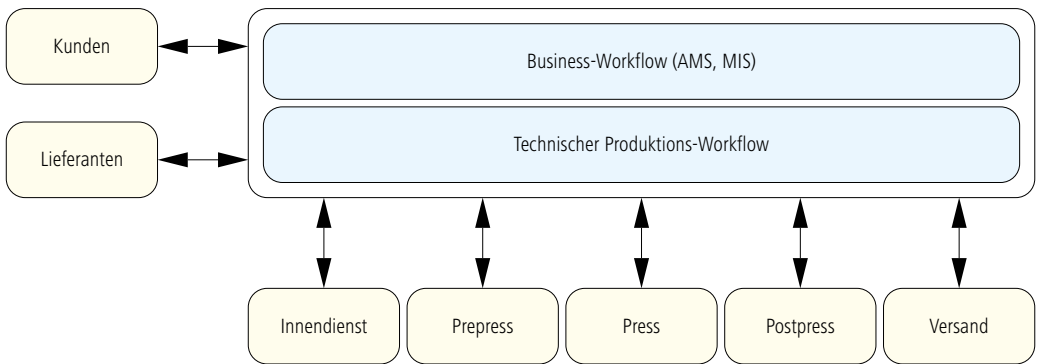 Kunden
Business-Workflow (AMS, MIS)
Technischer Produktions-Workflow
Lieferanten
Innendienst
Prepress
Press
Postpress
Versand